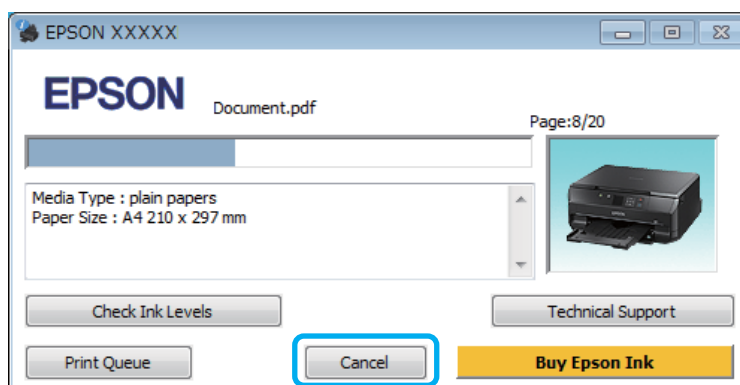 EPSON XXXXX
EPSON
Document.pdf
Page:8/20
Media Type : plain papers
Paper Size : A4 210 x 297 mm
Check Ink Levels
Technical Support
Print Queue
Cancel
Buy Epson Ink